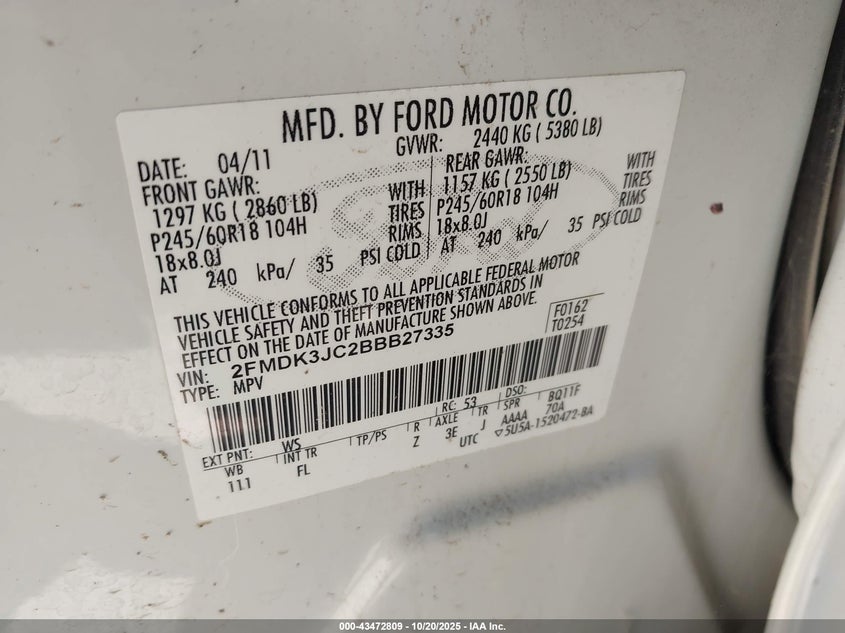 MFD. BY FORD MOTOR CO.
DATE: 04/11
GVWR: 2440 KG ( 5380 LB)
FRONT GAWR:
1297 KG ( 2860 LB) WITH
P245/60R18 104H TIRES
18x8.0J RIMS
AT 240 kPa/ 35 PSI COLD
REAR GAWR: WITH
1157 KG ( 2550 LB) TIRES
P245/60R18 104H RIMS
18x8.0J
AT 240 kPa/ 35 PSI COLD
THIS VEHICLE CONFORMS TO ALL APPLICABLE FEDERAL MOTOR
VEHICLE SAFETY AND THEFT PREVENTION STANDARDS IN
EFFECT ON THE DATE OF MANUFACTURE SHOWN ABOVE.
VIN: 2FMDK3JC2BBB27335
TYPE: MPV
F0162
T0254
EXT PNT: WS RC: 53 DSO:
WB INT TR TP/PS R AXLE TR SPR BQ11F
111 FL Z 3E J AAAA 70A
UTC ▽5U5A-1520472-BA
000-43472809 | 10/20/2025 | IAA Inc.